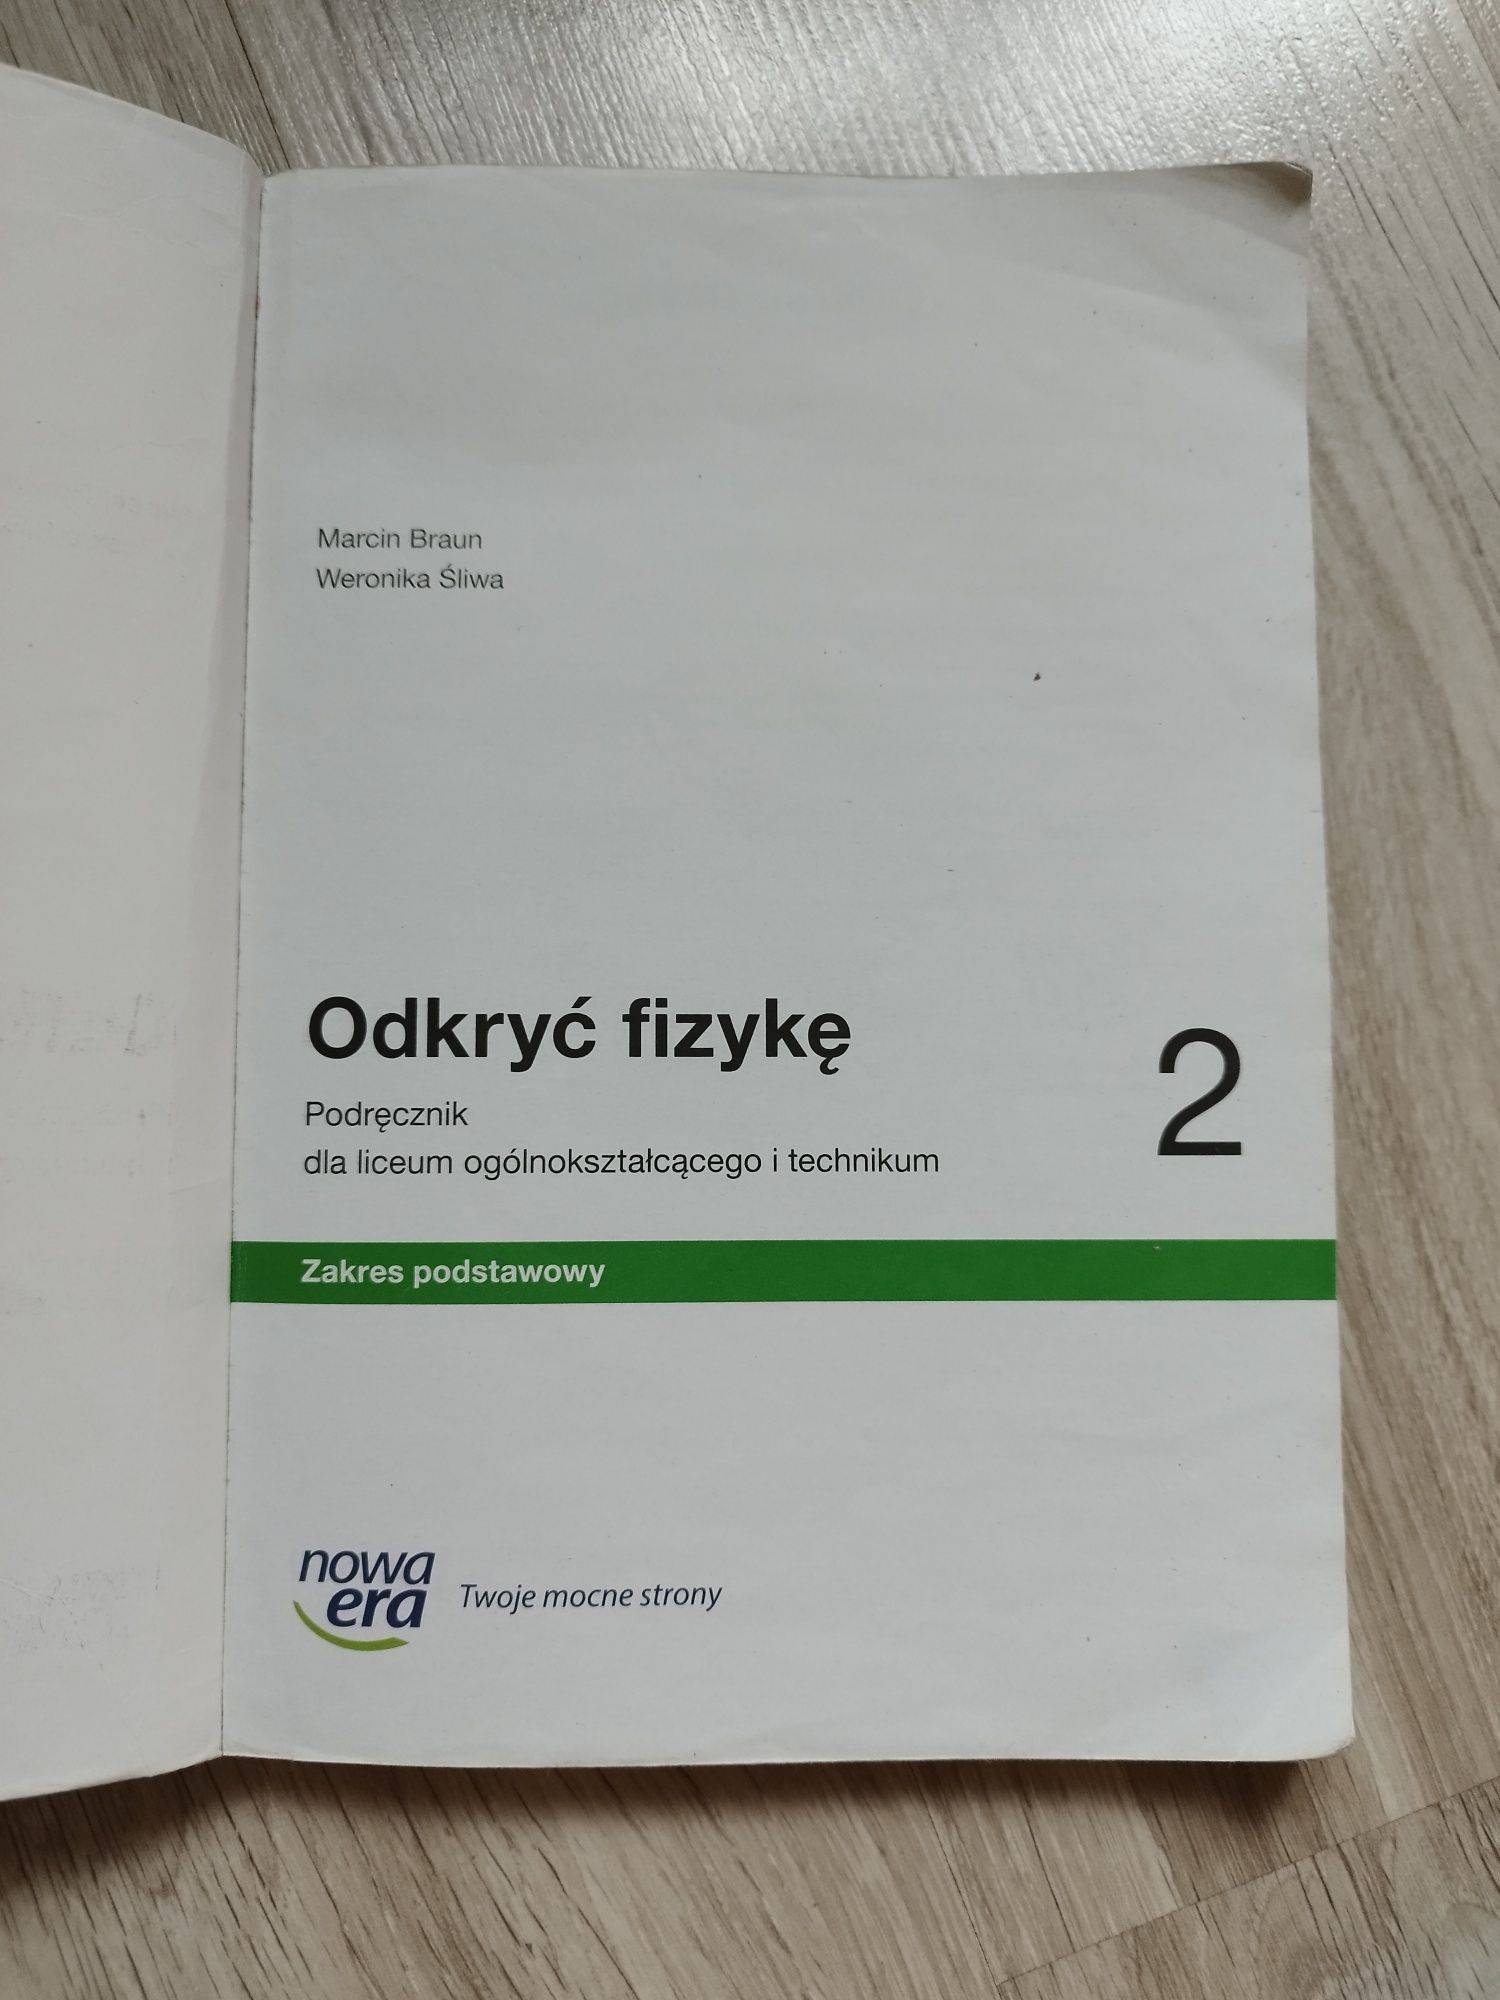 Marcin Braun
Weronika Śliwa
Odkryć fizykę
2
Podręcznik
dla liceum ogólnokształcącego i technikum
Zakres podstawowy
nowa
era
Twoje mocne strony